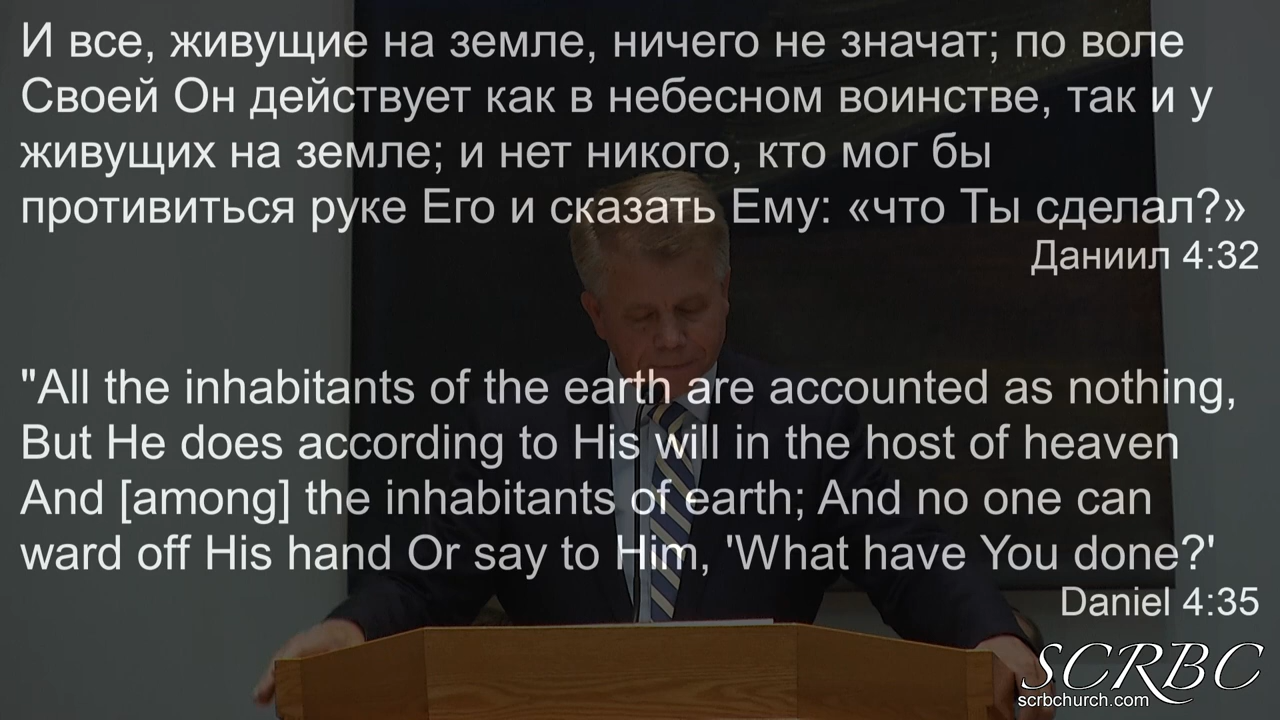 И все, живущие на земле, ничего не значат; по воле
Своей Он действует как в небесном воинстве, так и у
живущих на земле; и нет никого, кто мог бы
противиться руке Его и сказать Ему: «что Ты сделал?»
Даниил 4:32
"All the inhabitants of the earth are accounted as nothing,
But He does according to His will in the host of heaven
And [among] the inhabitants of earth; And no one can
ward off His hand Or say to Him, 'What have You done?'
Daniel 4:35
SCRBC
scrbchurch.com